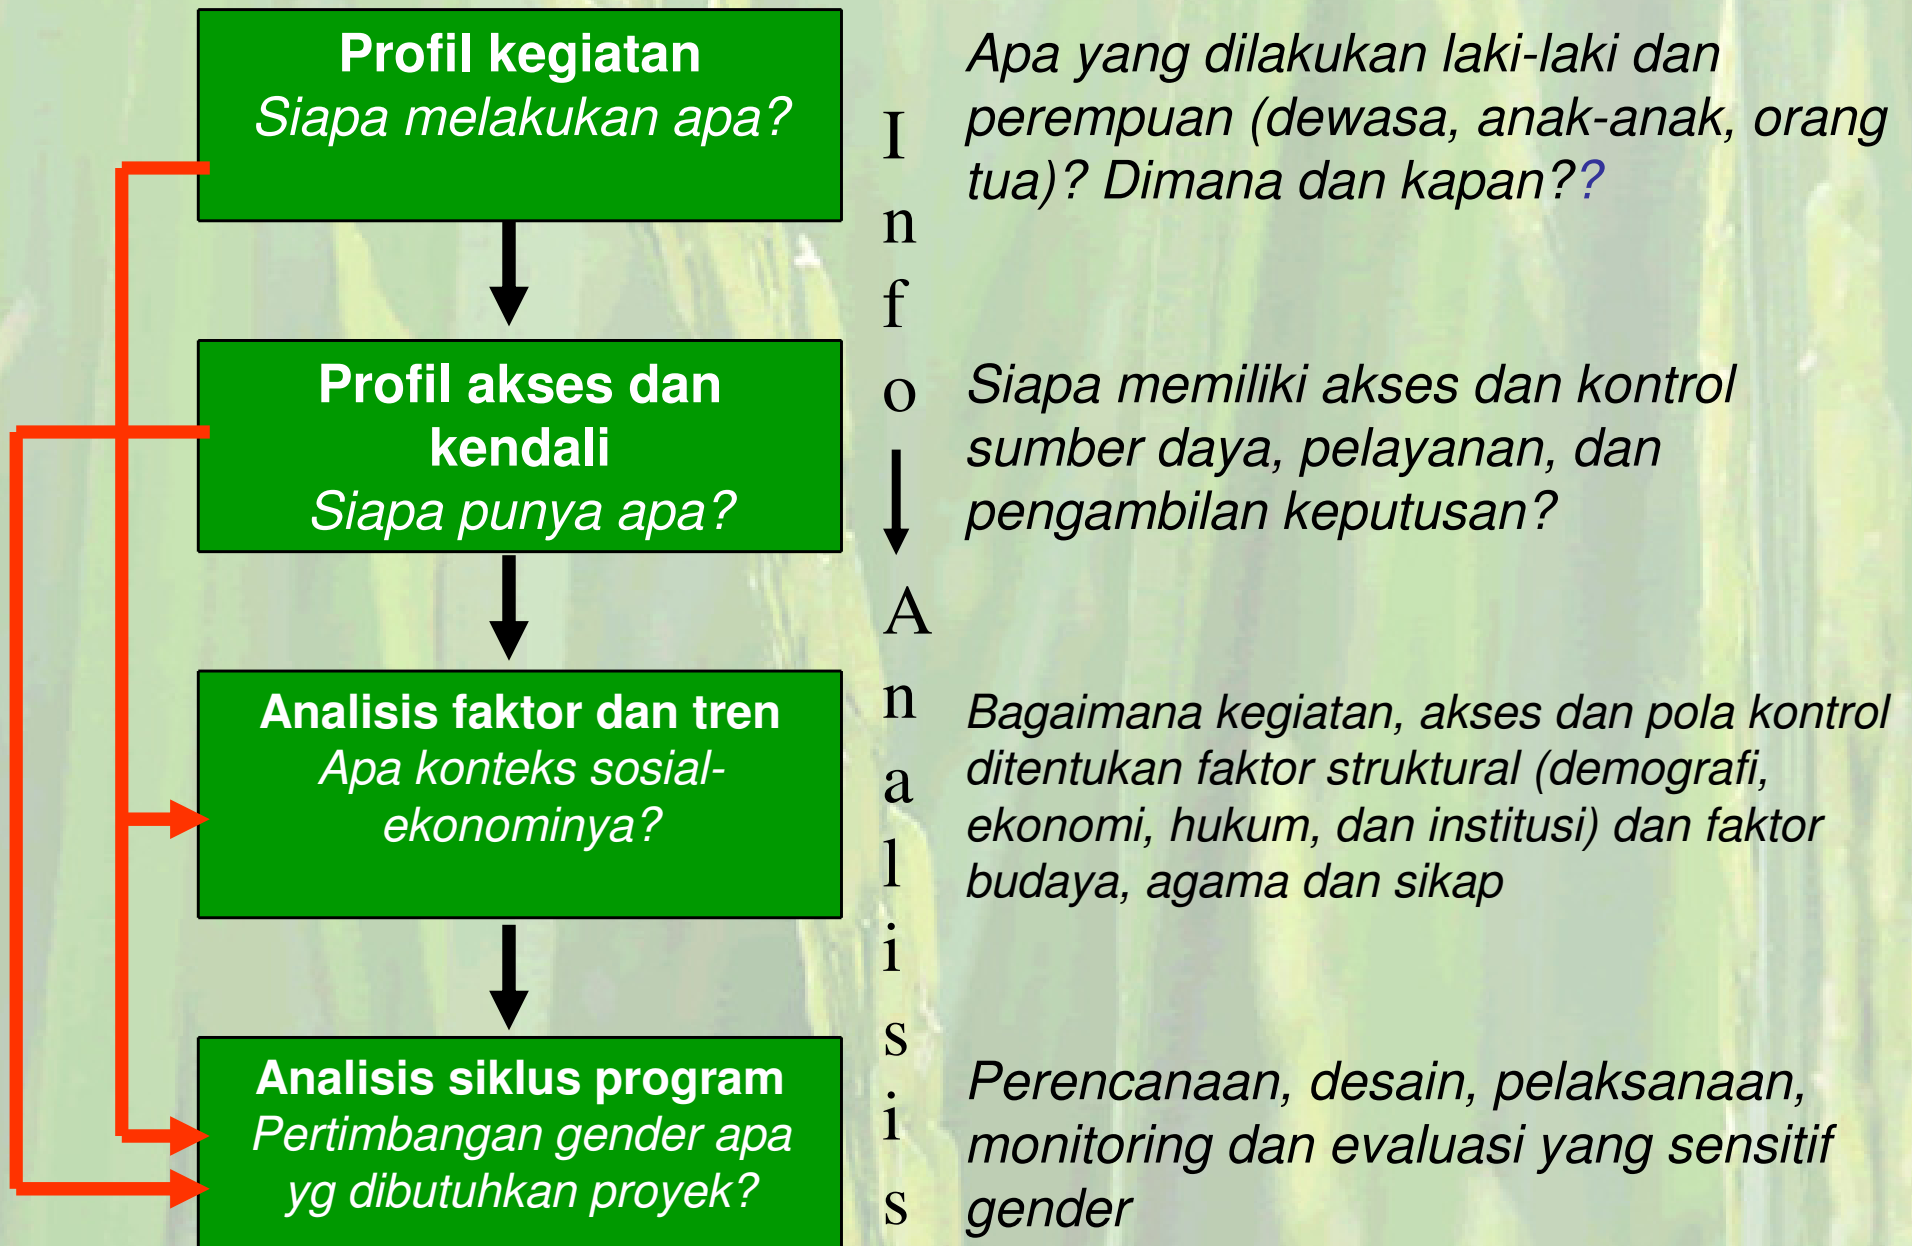 Profil kegiatan
Siapa melakukan apa?
Apa yang dilakukan laki-laki dan
perempuan (dewasa, anak-anak, orang
tua)? Dimana dan kapan??
Profil akses dan
kendali
Siapa punya apa?
Siapa memiliki akses dan kontrol
sumber daya, pelayanan, dan
pengambilan keputusan?
Analisis faktor dan tren
Apa konteks sosial-
ekonominya?
Bagaimana kegiatan, akses dan pola kontrol
ditentukan faktor struktural (demografi,
ekonomi, hukum, dan institusi) dan faktor
budaya, agama dan sikap
Analisis siklus program
Pertimbangan gender apa
yg dibutuhkan proyek?
Perencanaan, desain, pelaksanaan,
monitoring dan evaluasi yang sensitif
gender
Info
Analisis